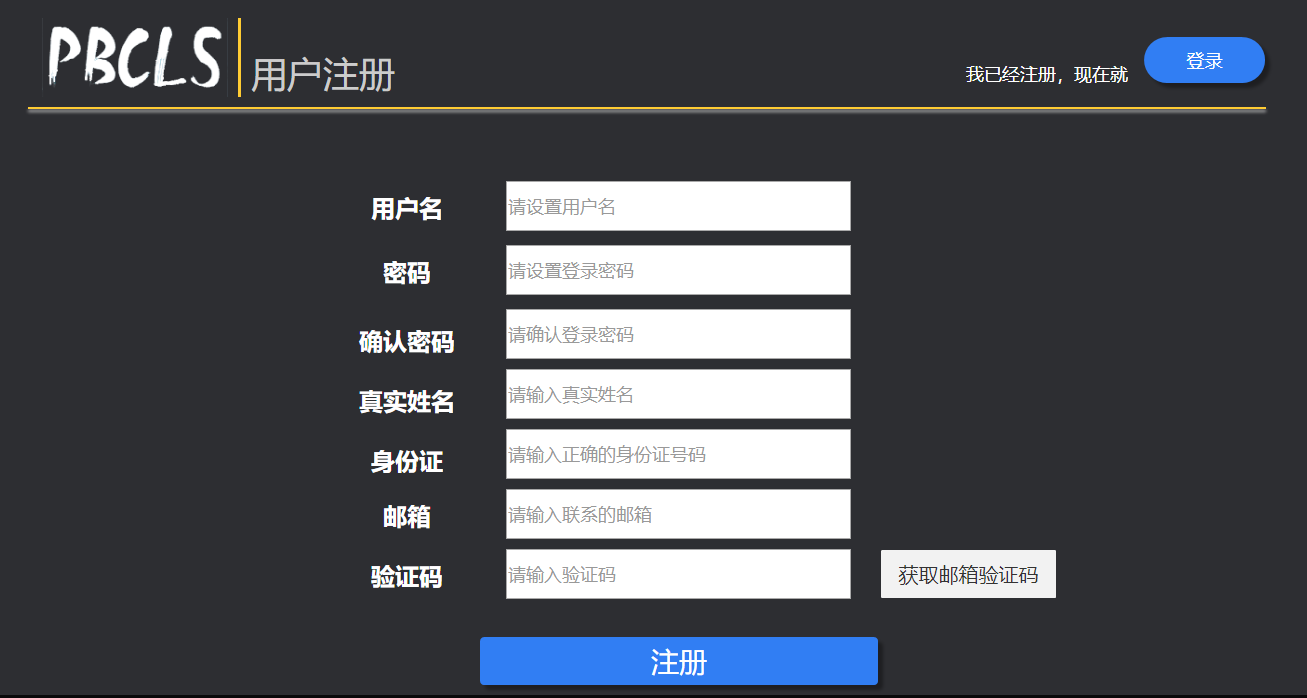 PBCLS
用户注册
我已经注册，现在就
登录
用户名
请设置用户名
密码
请设置登录密码
确认密码
请确认登录密码
真实姓名
请输入真实姓名
身份证
请输入正确的身份证号码
邮箱
请输入联系的邮箱
验证码
请输入验证码
获取邮箱验证码
注册